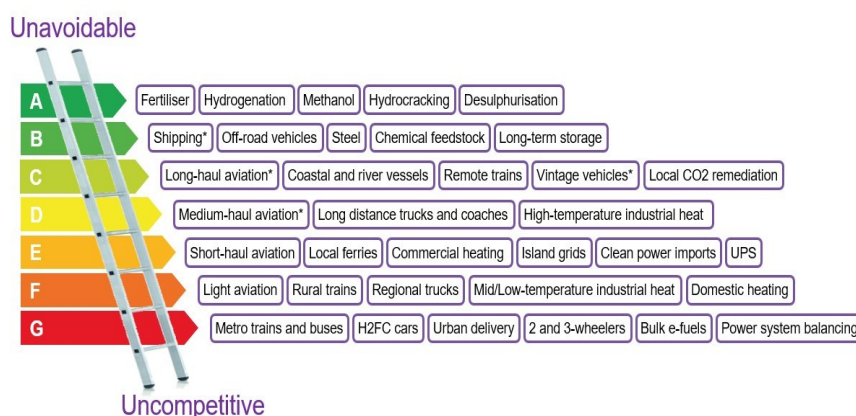 Unavoidable
A Fertiliser Hydrogenation Methanol Hydrocracking Desulphurisation
B Shipping* Off-road vehicles Steel Chemical feedstock Long-term storage
C Long-haul aviation* Coastal and river vessels Remote trains Vintage vehicles* Local CO2 remediation
D Medium-haul aviation* Long distance trucks and coaches High-temperature industrial heat
E Short-haul aviation Local ferries Commercial heating Island grids Clean power imports UPS
F Light aviation Rural trains Regional trucks Mid/Low-temperature industrial heat Domestic heating
G Metro trains and buses H2FC cars Urban delivery 2 and 3-wheelers Bulk e-fuels Power system balancing
Uncompetitive